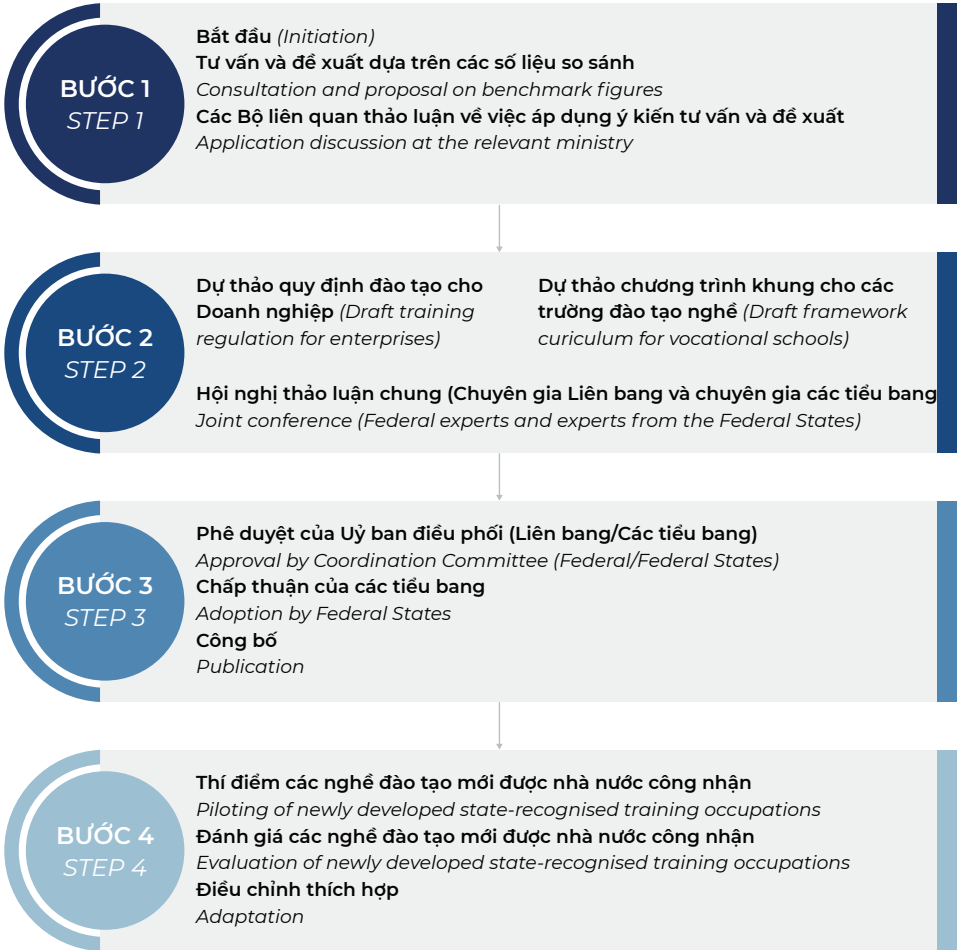 BƯỚC 1
STEP 1
Bắt đầu (Initiation)
Tư vấn và đề xuất dựa trên các số liệu so sánh
Consultation and proposal on benchmark figures
Các Bộ liên quan thảo luận về việc áp dụng ý kiến tư vấn và đề xuất
Application discussion at the relevant ministry
BƯỚC 2
STEP 2
Dự thảo quy định đào tạo cho
Doanh nghiệp (Draft training
regulation for enterprises)
Dự thảo chương trình khung cho các
trường đào tạo nghề (Draft framework
curiculum for vocational schools)
Hội nghị thảo luận chung (Chuyên gia Liên bang và chuyên gia các tiểu bang
Joint conference (Federal experts and experts from the Federal States)
BƯỚC 3
STEP 3
Phê duyệt của Uỷ ban điều phối (Liên bang/Các tiểu bang)
Approval by Coordination Committee (Federal/Federal States)
Chấp thuận của các tiểu bang
Adoption by Federal States
Công bố
Publication
BƯỚC 4
STEP 4
Thí điểm các nghề đào tạo mới được nhà nước công nhận
Piloting of newly developed state-recognised training occupations
Đánh giá các nghề đào tạo mới được nhà nước công nhận
Evaluation of newly developed state-recognised training occupations
Điều chỉnh thích hợp
Adaptation